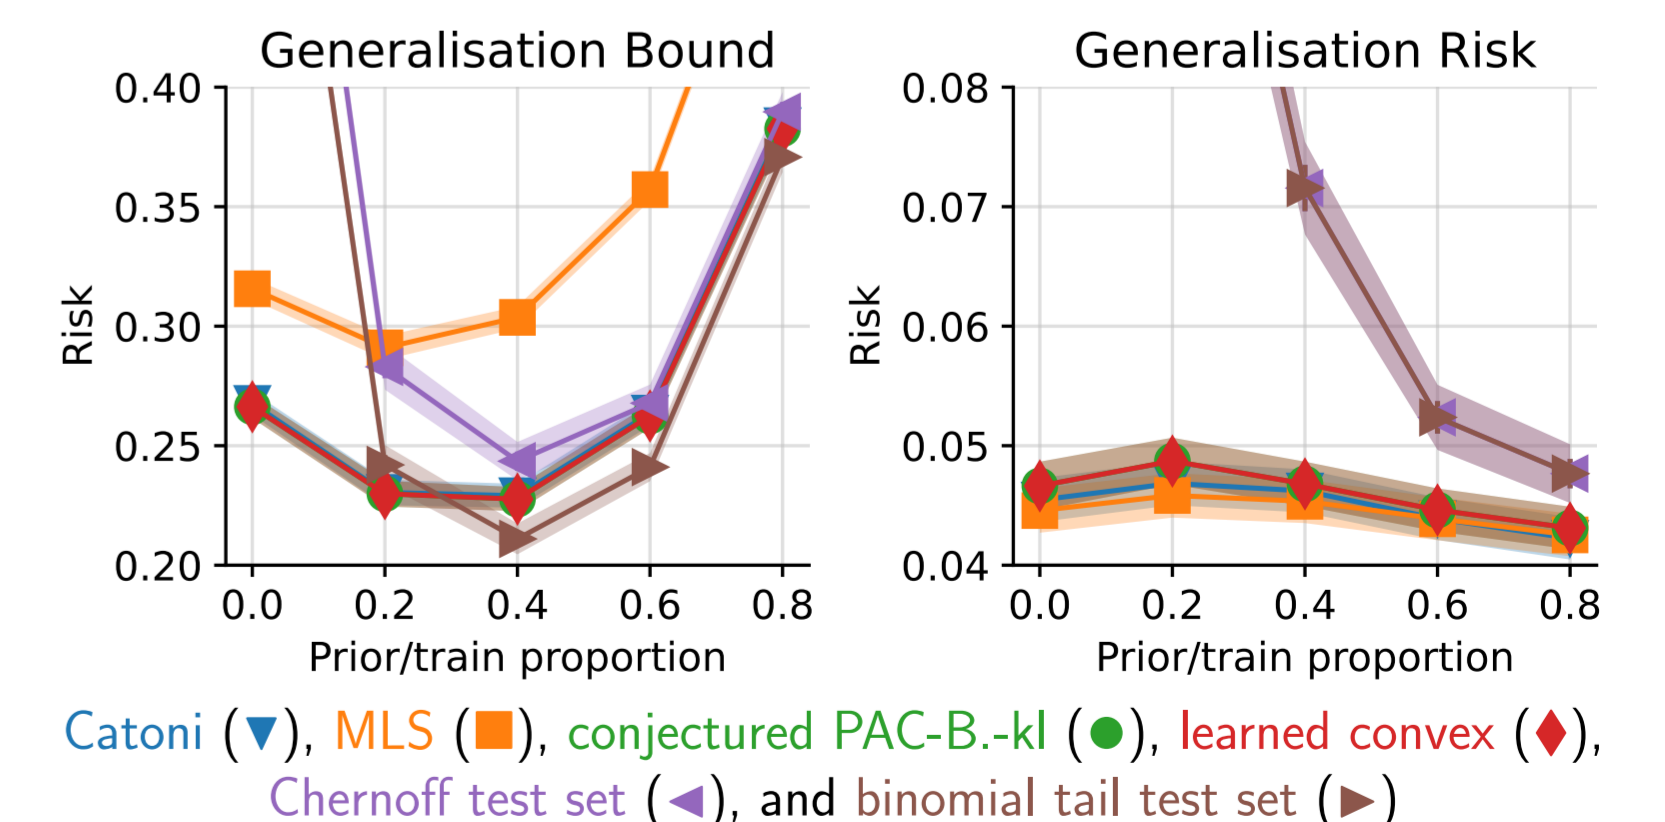 Generalisation Bound
0.40
0.35
0.30
0.25
0.20
Risk
0.0 0.2 0.4 0.6 0.8
Prior/train proportion
Generalisation Risk
0.08
0.07
0.06
0.05
0.04
Risk
0.0 0.2 0.4 0.6 0.8
Prior/train proportion
Catoni (▼), MLS (■), conjectured PAC-B.-kl (●), learned convex (♦),
Chernoff test set (◀), and binomial tail test set (▶)